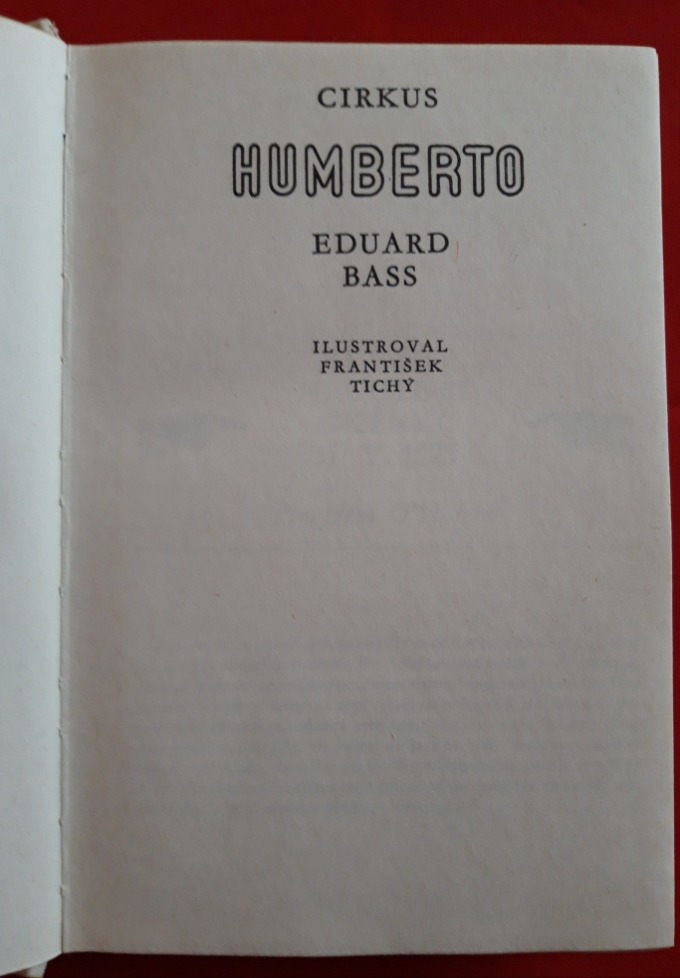 CIRKUS
HUMBERTO
EDUARD
BASS
ILUSTROVAL
FRANTIŠEK
TICHÝ